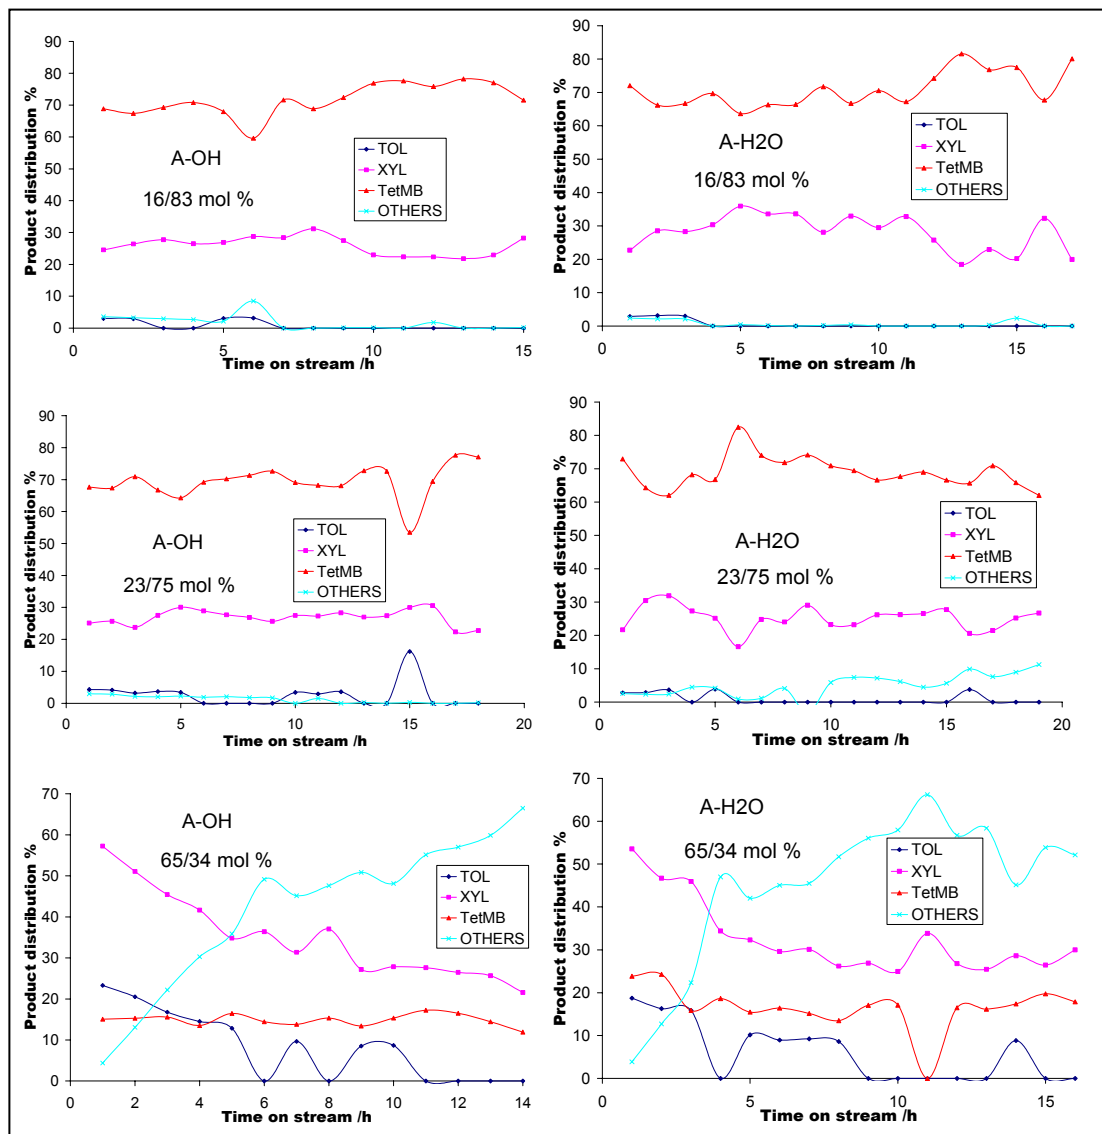 Product distribution %
90
80
70
60
50
40
30
20
10
0
A-OH
16/83 mol %
TOL
XYL
TetMB
OTHERS
0
5
10
15
Time on stream /h
Product distribution %
90
80
70
60
50
40
30
20
10
0
A-H2O
16/83 mol %
TOL
XYL
TetMB
OTHERS
0
5
10
15
Time on stream /h
Product distribution %
90
80
70
60
50
40
30
20
10
0
A-OH
23/75 mol %
TOL
XYL
TetMB
OTHERS
0
5
10
15
20
Time on stream /h
Product distribution %
90
80
70
60
50
40
30
20
10
0
A-H2O
23/75 mol %
TOL
XYL
TetMB
OTHERS
0
5
10
15
20
Time on stream /h
Product distribution %
70
60
50
40
30
20
10
0
A-OH
65/34 mol %
TOL
XYL
TetMB
OTHERS
0
2
4
6
8
10
12
14
Time on stream /h
Product distribution %
70
60
50
40
30
20
10
0
A-H2O
65/34 mol %
TOL
XYL
TetMB
OTHERS
0
5
10
15
Time on stream /h